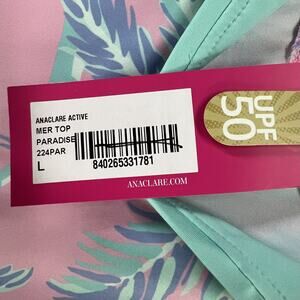 ANACLARE ACTIVE
MER TOP
PARADISE
224PAR
L
840265331781
ANACLARE.COM
UPF
50